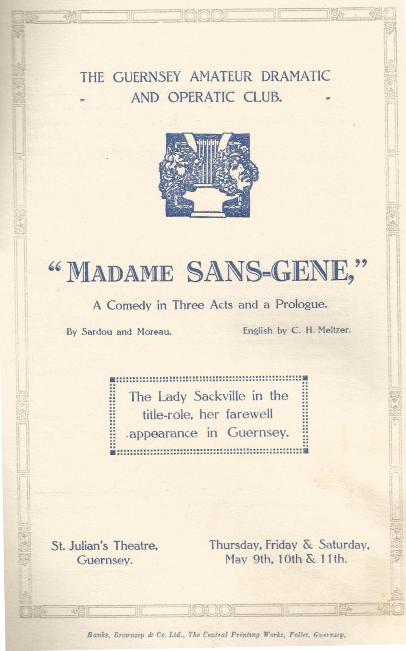 THE GUERNSEY AMATEUR DRAMATIC
- AND OPERATIC CLUB. -
“MADAME SANS-GENE,”
A Comedy in Three Acts and a Prologue.
By Sardou and Moreau. English by C. H. Meltzer.
The Lady Sackville in the
title-role, her farewell
appearance in Guernsey.
St. Julian's Theatre, Thursday, Friday & Saturday,
Guernsey. May 9th, 10th & 11th.
Banks, Brownsey & Co. Ltd., The Central Printing Works, Pollet, Guernsey.